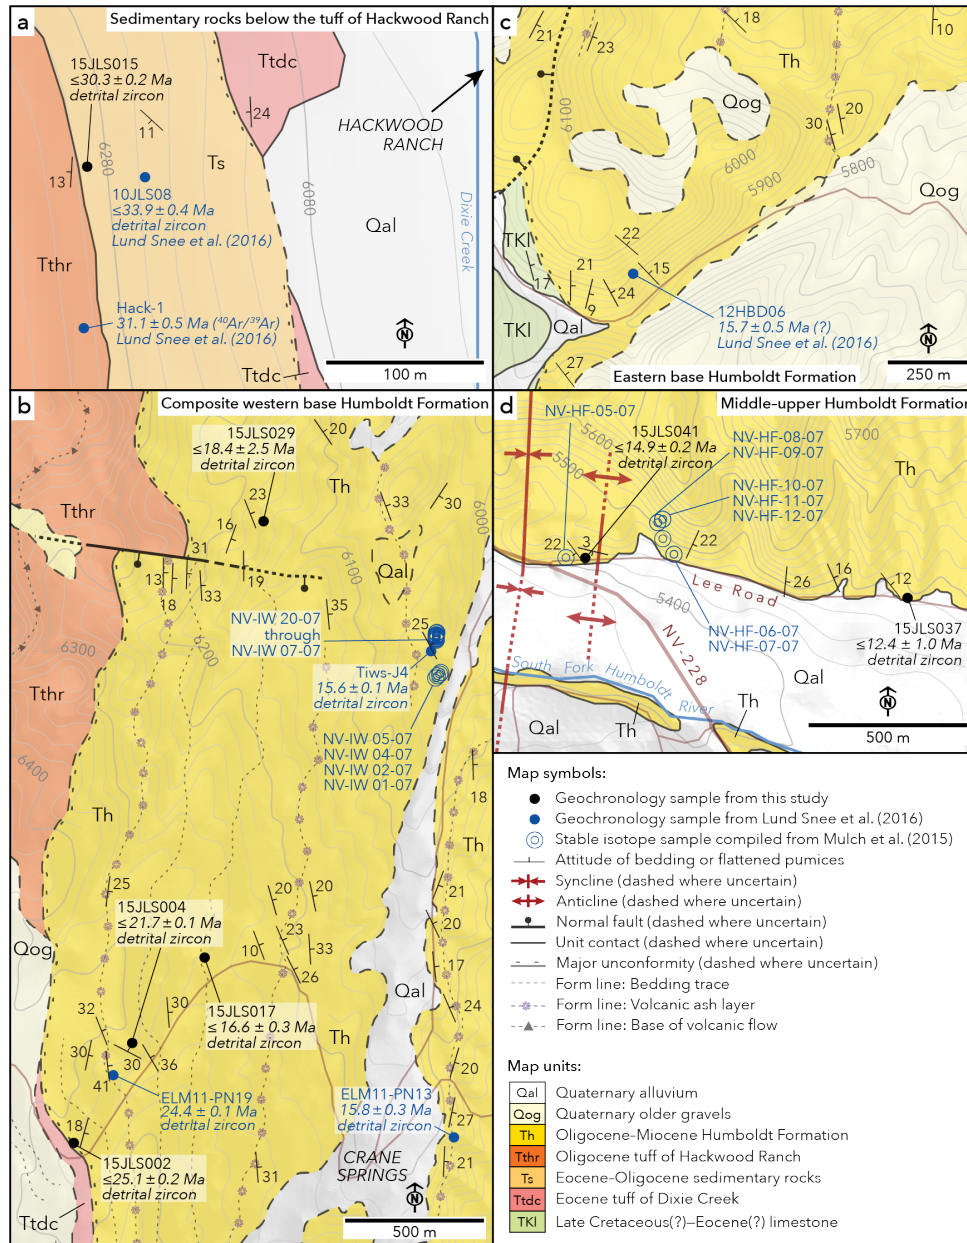 a
Sedimentary rocks below the tuff of Hackwood Ranch
15JLS015
≤30.3 ± 0.2 Ma
detrital zircon
11
13
6280
10JLS08
≤33.9 ± 0.4 Ma
detrital zircon
Lund Snee et al. (2016)
Ts
Ttdc
24
HACKWOOD
RANCH
6080
Qal
Dixie Creek
Tthr
Hack-1
31.1 ± 0.5 Ma (⁴⁰Ar/³⁹Ar)
Lund Snee et al. (2016)
Ttdc
N
100 m
c
21
23
18
10
Th
Qog
6100
20
30
6000
5900
5800
Qog
TKl
17
22
21
15
24
9
TKl
Qal
12HBD06
15.7 ± 0.5 Ma (?)
Lund Snee et al. (2016)
27
N
250 m
Eastern base Humboldt Formation
b
Composite western base Humboldt Formation
20
15JLS029
≤18.4 ± 2.5 Ma
detrital zircon
Th
23
33
30
6000
Tthr
16
31
6100
Qal
13
18
33
19
35
6200
25
NV-IW 20-07
through
NV-IW 07-07
6300
Tthr
Tiws-J4
15.6 ± 0.1 Ma
detrital zircon
NV-IW 05-07
NV-IW 04-07
NV-IW 02-07
NV-IW 01-07
6400
Th
18
Th
25
15JLS004
≤21.7 ± 0.1 Ma
detrital zircon
20
20
21
23
20
10
33
Qog
26
17
Qal
32
30
15JLS017
≤16.6 ± 0.3 Ma
detrital zircon
Th
24
30
30
36
20
41
ELM11-PN19
24.4 ± 0.1 Ma
detrital zircon
ELM11-PN13
15.8 ± 0.3 Ma
detrital zircon
27
18
15JLS002
≤25.1 ± 0.2 Ma
detrital zircon
31
CRANE
SPRINGS
21
Ttdc
N
500 m
d
Middle–upper Humboldt Formation
NV-HF-05-07
5600
5500
15JLS041
≤14.9 ± 0.2 Ma
detrital zircon
NV-HF-08-07
NV-HF-09-07
5700
Th
NV-HF-10-07
NV-HF-11-07
NV-HF-12-07
22
3
22
26
16
12
Lee Road
5400
NV-HF-06-07
NV-HF-07-07
15JLS037
≤12.4 ± 1.0 Ma
detrital zircon
NV-228
South Fork Humboldt River
Qal
Qal
Th
Th
N
500 m
Map symbols:
Geochronology sample from this study
Geochronology sample from Lund Snee et al. (2016)
Stable isotope sample compiled from Mulch et al. (2015)
Attitude of bedding or flattened pumices
Syncline (dashed where uncertain)
Anticline (dashed where uncertain)
Normal fault (dashed where uncertain)
Unit contact (dashed where uncertain)
Major unconformity (dashed where uncertain)
Form line: Bedding trace
Form line: Volcanic ash layer
Form line: Base of volcanic flow
Map units:
Qal Quaternary alluvium
Qog Quaternary older gravels
Th Oligocene–Miocene Humboldt Formation
Tthr Oligocene tuff of Hackwood Ranch
Ts Eocene–Oligocene sedimentary rocks
Ttdc Eocene tuff of Dixie Creek
TKl Late Cretaceous(?)–Eocene(?) limestone